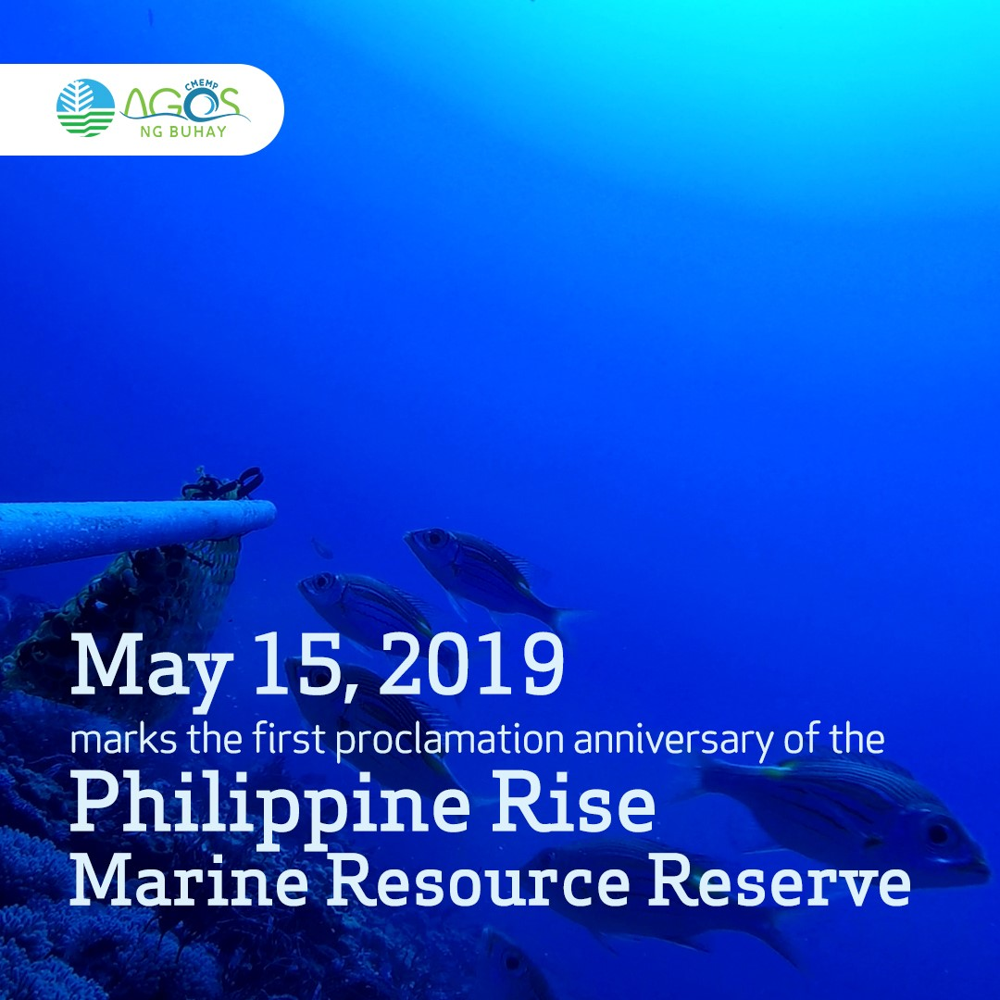 CMEMP
AGOS
NG BUHAY
May 15, 2019
marks the first proclamation anniversary of the
Philippine Rise
Marine Resource Reserve